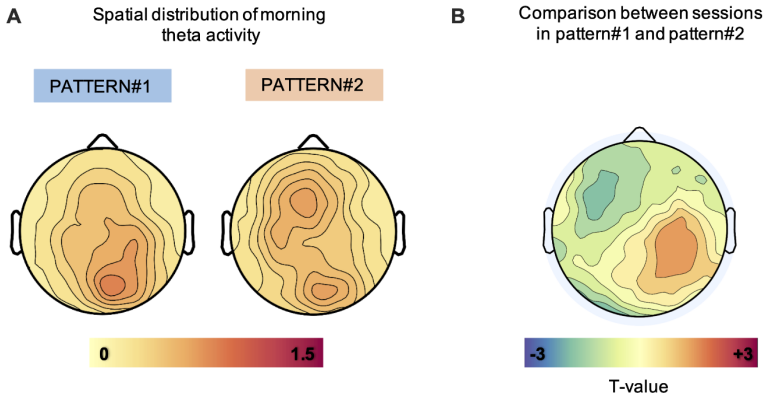 A
Spatial distribution of morning
theta activity
PATTERN#1
PATTERN#2
0
1.5
B
Comparison between sessions
in pattern#1 and pattern#2
-3
+3
T-value